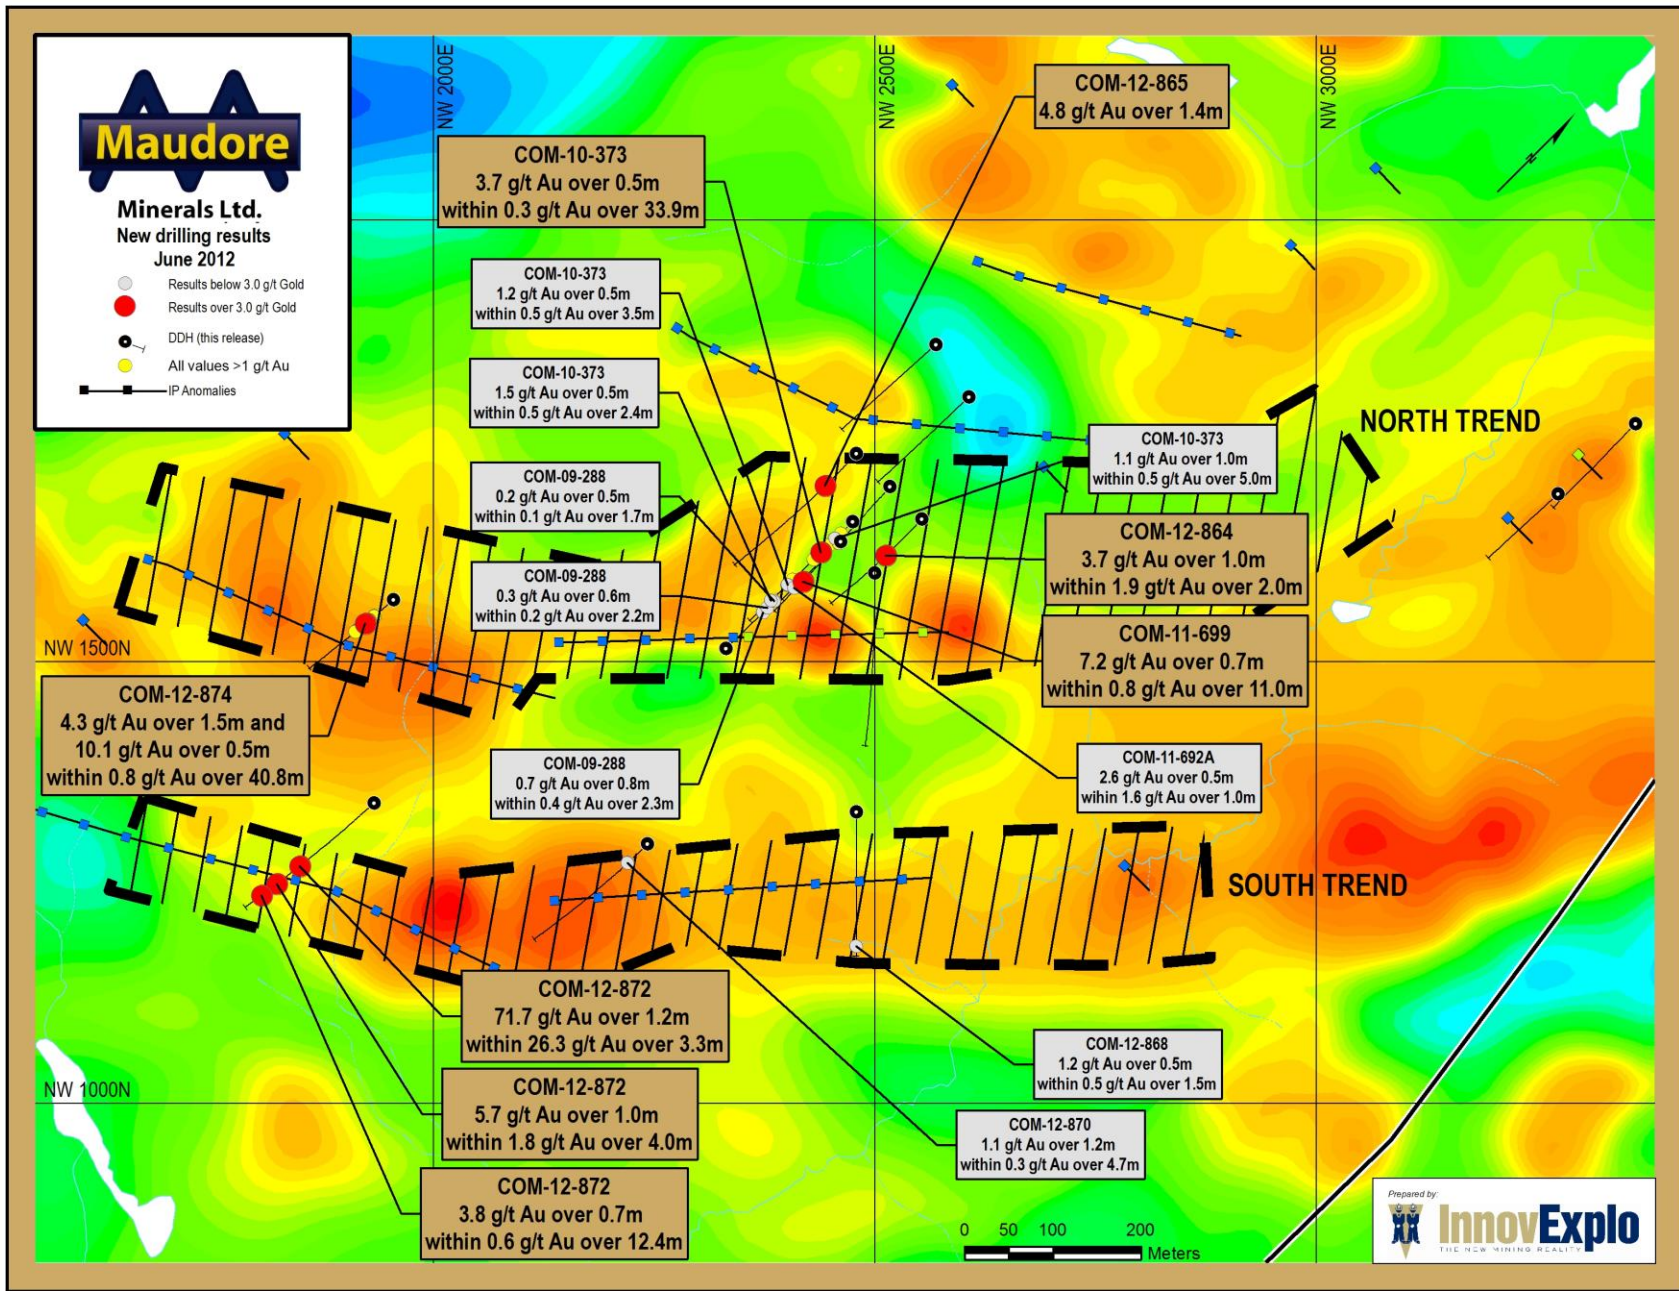 Maudore
Minerals Ltd.
New drilling results
June 2012
Results below 3.0 g/t Gold
Results over 3.0 g/t Gold
DDH (this release)
All values >1 g/t Au
IP Anomalies
NW 2000E
NW 2500E
NW 3000E
N
COM-12-865
4.8 g/t Au over 1.4m
COM-10-373
3.7 g/t Au over 0.5m
within 0.3 g/t Au over 33.9m
COM-10-373
1.2 g/t Au over 0.5m
within 0.5 g/t Au over 3.5m
COM-10-373
1.5 g/t Au over 0.5m
within 0.5 g/t Au over 2.4m
NORTH TREND
COM-10-373
1.1 g/t Au over 1.0m
within 0.5 g/t Au over 5.0m
COM-09-288
0.2 g/t Au over 0.5m
within 0.1 g/t Au over 1.7m
COM-12-864
3.7 g/t Au over 1.0m
within 1.9 gt/t Au over 2.0m
COM-09-288
0.3 g/t Au over 0.6m
within 0.2 g/t Au over 2.2m
COM-11-699
7.2 g/t Au over 0.7m
within 0.8 g/t Au over 11.0m
NW 1500N
COM-12-874
4.3 g/t Au over 1.5m and
10.1 g/t Au over 0.5m
within 0.8 g/t Au over 40.8m
COM-09-288
0.7 g/t Au over 0.8m
within 0.4 g/t Au over 2.3m
COM-11-692A
2.6 g/t Au over 0.5m
wihin 1.6 g/t Au over 1.0m
SOUTH TREND
COM-12-872
71.7 g/t Au over 1.2m
within 26.3 g/t Au over 3.3m
COM-12-868
1.2 g/t Au over 0.5m
within 0.5 g/t Au over 1.5m
NW 1000N
COM-12-872
5.7 g/t Au over 1.0m
within 1.8 g/t Au over 4.0m
COM-12-870
1.1 g/t Au over 1.2m
within 0.3 g/t Au over 4.7m
COM-12-872
3.8 g/t Au over 0.7m
within 0.6 g/t Au over 12.4m
0 50 100 200
Meters
Prepared by:
InnovExplo
THE NEW MINING REALITY